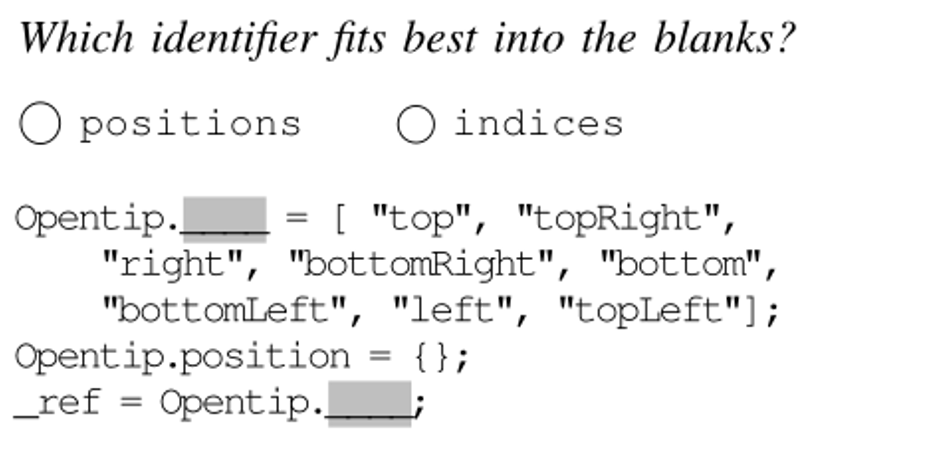 Which identifier fits best into the blanks?
○ positions ○ indices
Opentip.____ = [ "top", "topRight",
"right", "bottomRight", "bottom",
"bottomLeft", "left", "topLeft"];
Opentip.position = {};
_ref = Opentip.____;